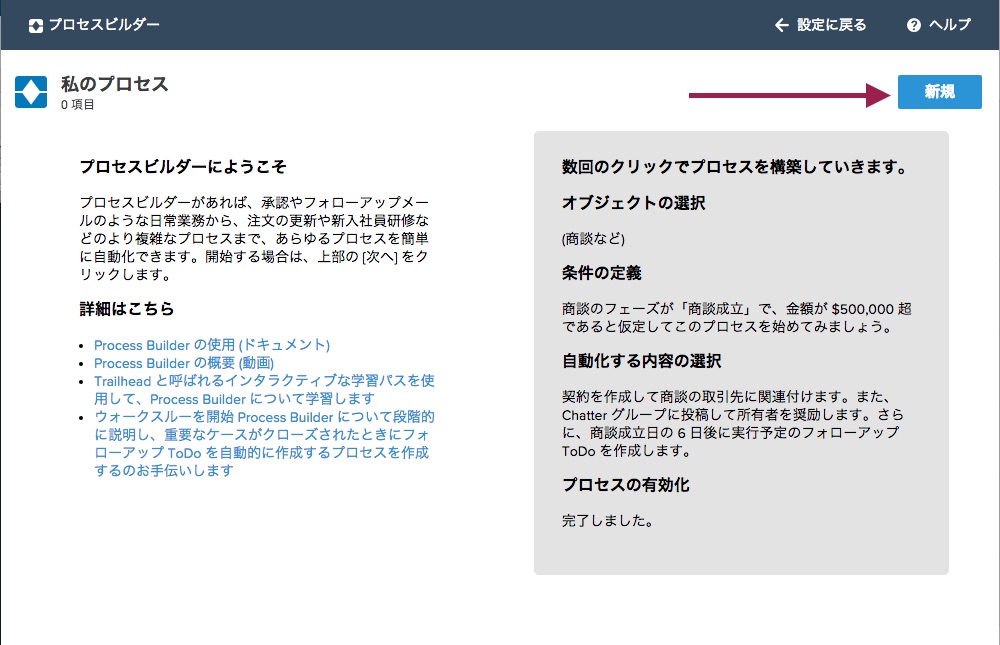 プロセスビルダー
設定に戻る
ヘルプ
私のプロセス
0 項目
新規
プロセスビルダーにようこそ
プロセスビルダーがあれば、承認やフォローアップメー
ルのような日常業務から、注文の更新や新入社員研修な
どのより複雑なプロセスまで、あらゆるプロセスを簡単
に自動化できます。開始する場合は、上部の [次へ] をク
リックします。
詳細はこちら
Process Builder の使用 (ドキュメント)
Process Builder の概要 (動画)
Trailhead と呼ばれるインタラクティブな学習パスを使
用して、Process Builder について学習します
ウォークスルーを開始 Process Builder について段階的
に説明し、重要なケースがクローズされたときにフォ
ローアップ ToDo を自動的に作成するプロセスを作成
するのお手伝いします
数回のクリックでプロセスを構築していきます。
オブジェクトの選択
(商談など)
条件の定義
商談のフェーズが「商談成立」で、金額が $500,000 超
であると仮定してこのプロセスを始めてみましょう。
自動化する内容の選択
契約を作成して商談の取引先に関連付けます。また、
Chatter グループに投稿して所有者を奨励します。さら
に、商談成立日の 6 日後に実行予定のフォローアップ
ToDo を作成します。
プロセスの有効化
完了しました。